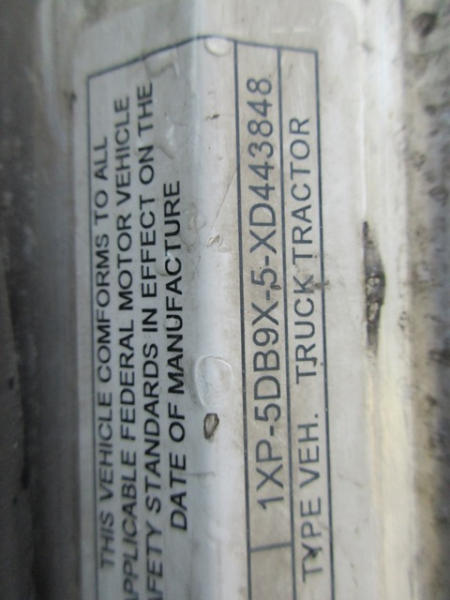 THIS VEHICLE COMFORMS TO ALL
APPLICABLE FEDERAL MOTOR VEHICLE
AFETY STANDARDS IN EFFECT ON THE
DATE OF MANUFACTURE
1XP-5DB9X-5-XD443848
TYPE VEH. TRUCK TRACTOR